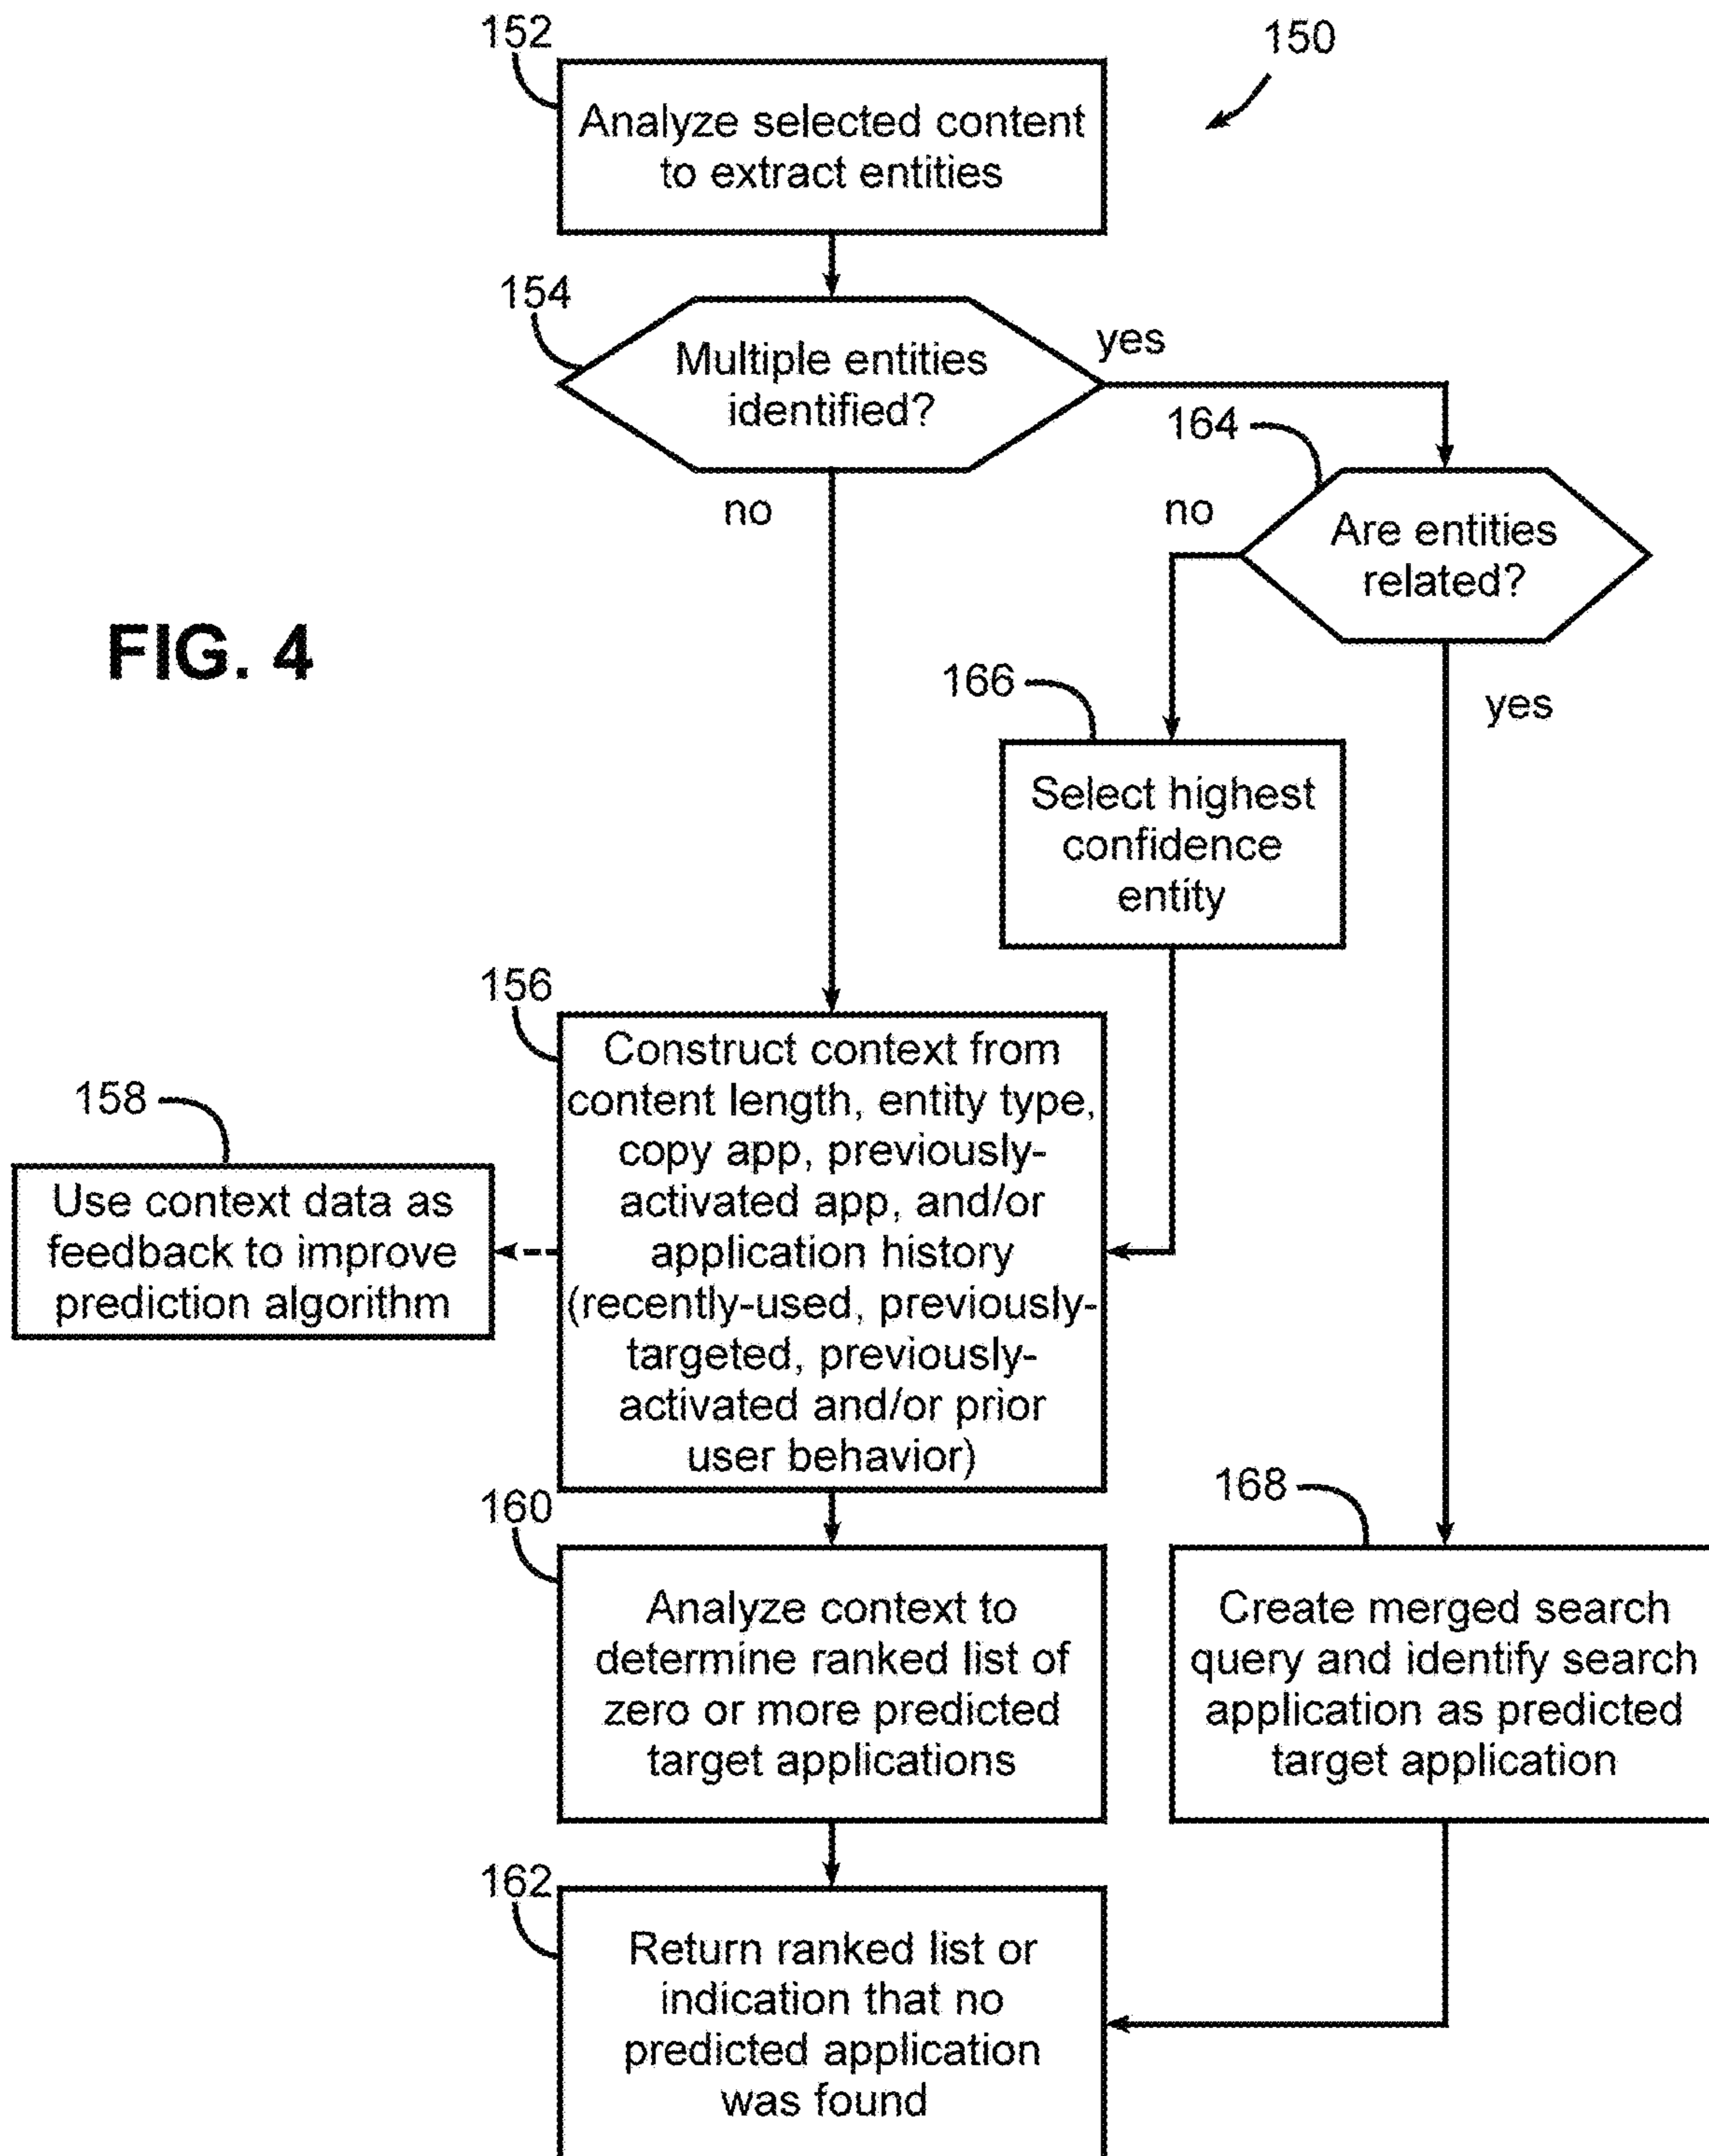 152
150
Analyze selected content
to extract entities
154
Multiple entities
identified?
yes
no
164
Are entities
related?
no
yes
FIG. 4
166
Select highest
confidence
entity
156
Construct context from
content length, entity type,
copy app, previously-
activated app, and/or
application history
(recently-used, previously-
targeted, previously-
activated and/or prior
user behavior)
158
Use context data as
feedback to improve
prediction algorithm
160
Analyze context to
determine ranked list of
zero or more predicted
target applications
168
Create merged search
query and identify search
application as predicted
target application
162
Return ranked list or
indication that no
predicted application
was found